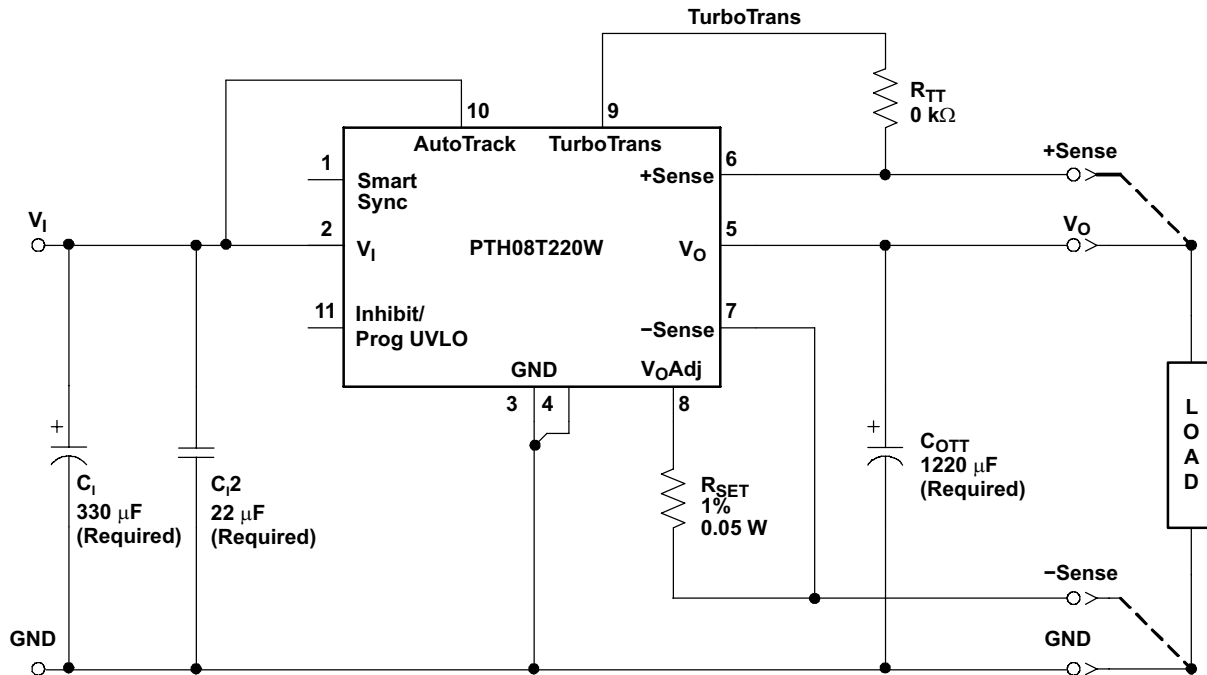 TurboTrans
R_TT
0 kΩ
10
9
AutoTrack
TurboTrans
1
Smart
Sync
6
+Sense
+Sense
V_I
2
V_I
PTH08T220W
5
V_O
V_O
11
Inhibit/
Prog UVLO
7
−Sense
GND
V_OAdj
3
4
8
+
C_I
330 μF
(Required)
C_I2
22 μF
(Required)
R_SET
1%
0.05 W
+
C_OTT
1220 μF
(Required)
L
O
A
D
−Sense
GND
GND